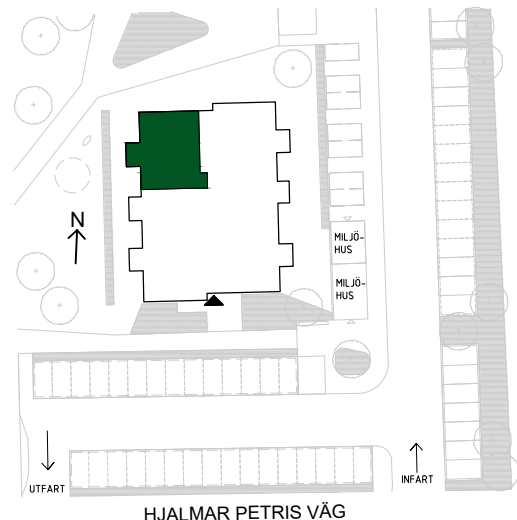 N
MILJÖ-
HUS
MILJÖ-
HUS
UTFART
INFART
HJALMAR PETRIS VÄG